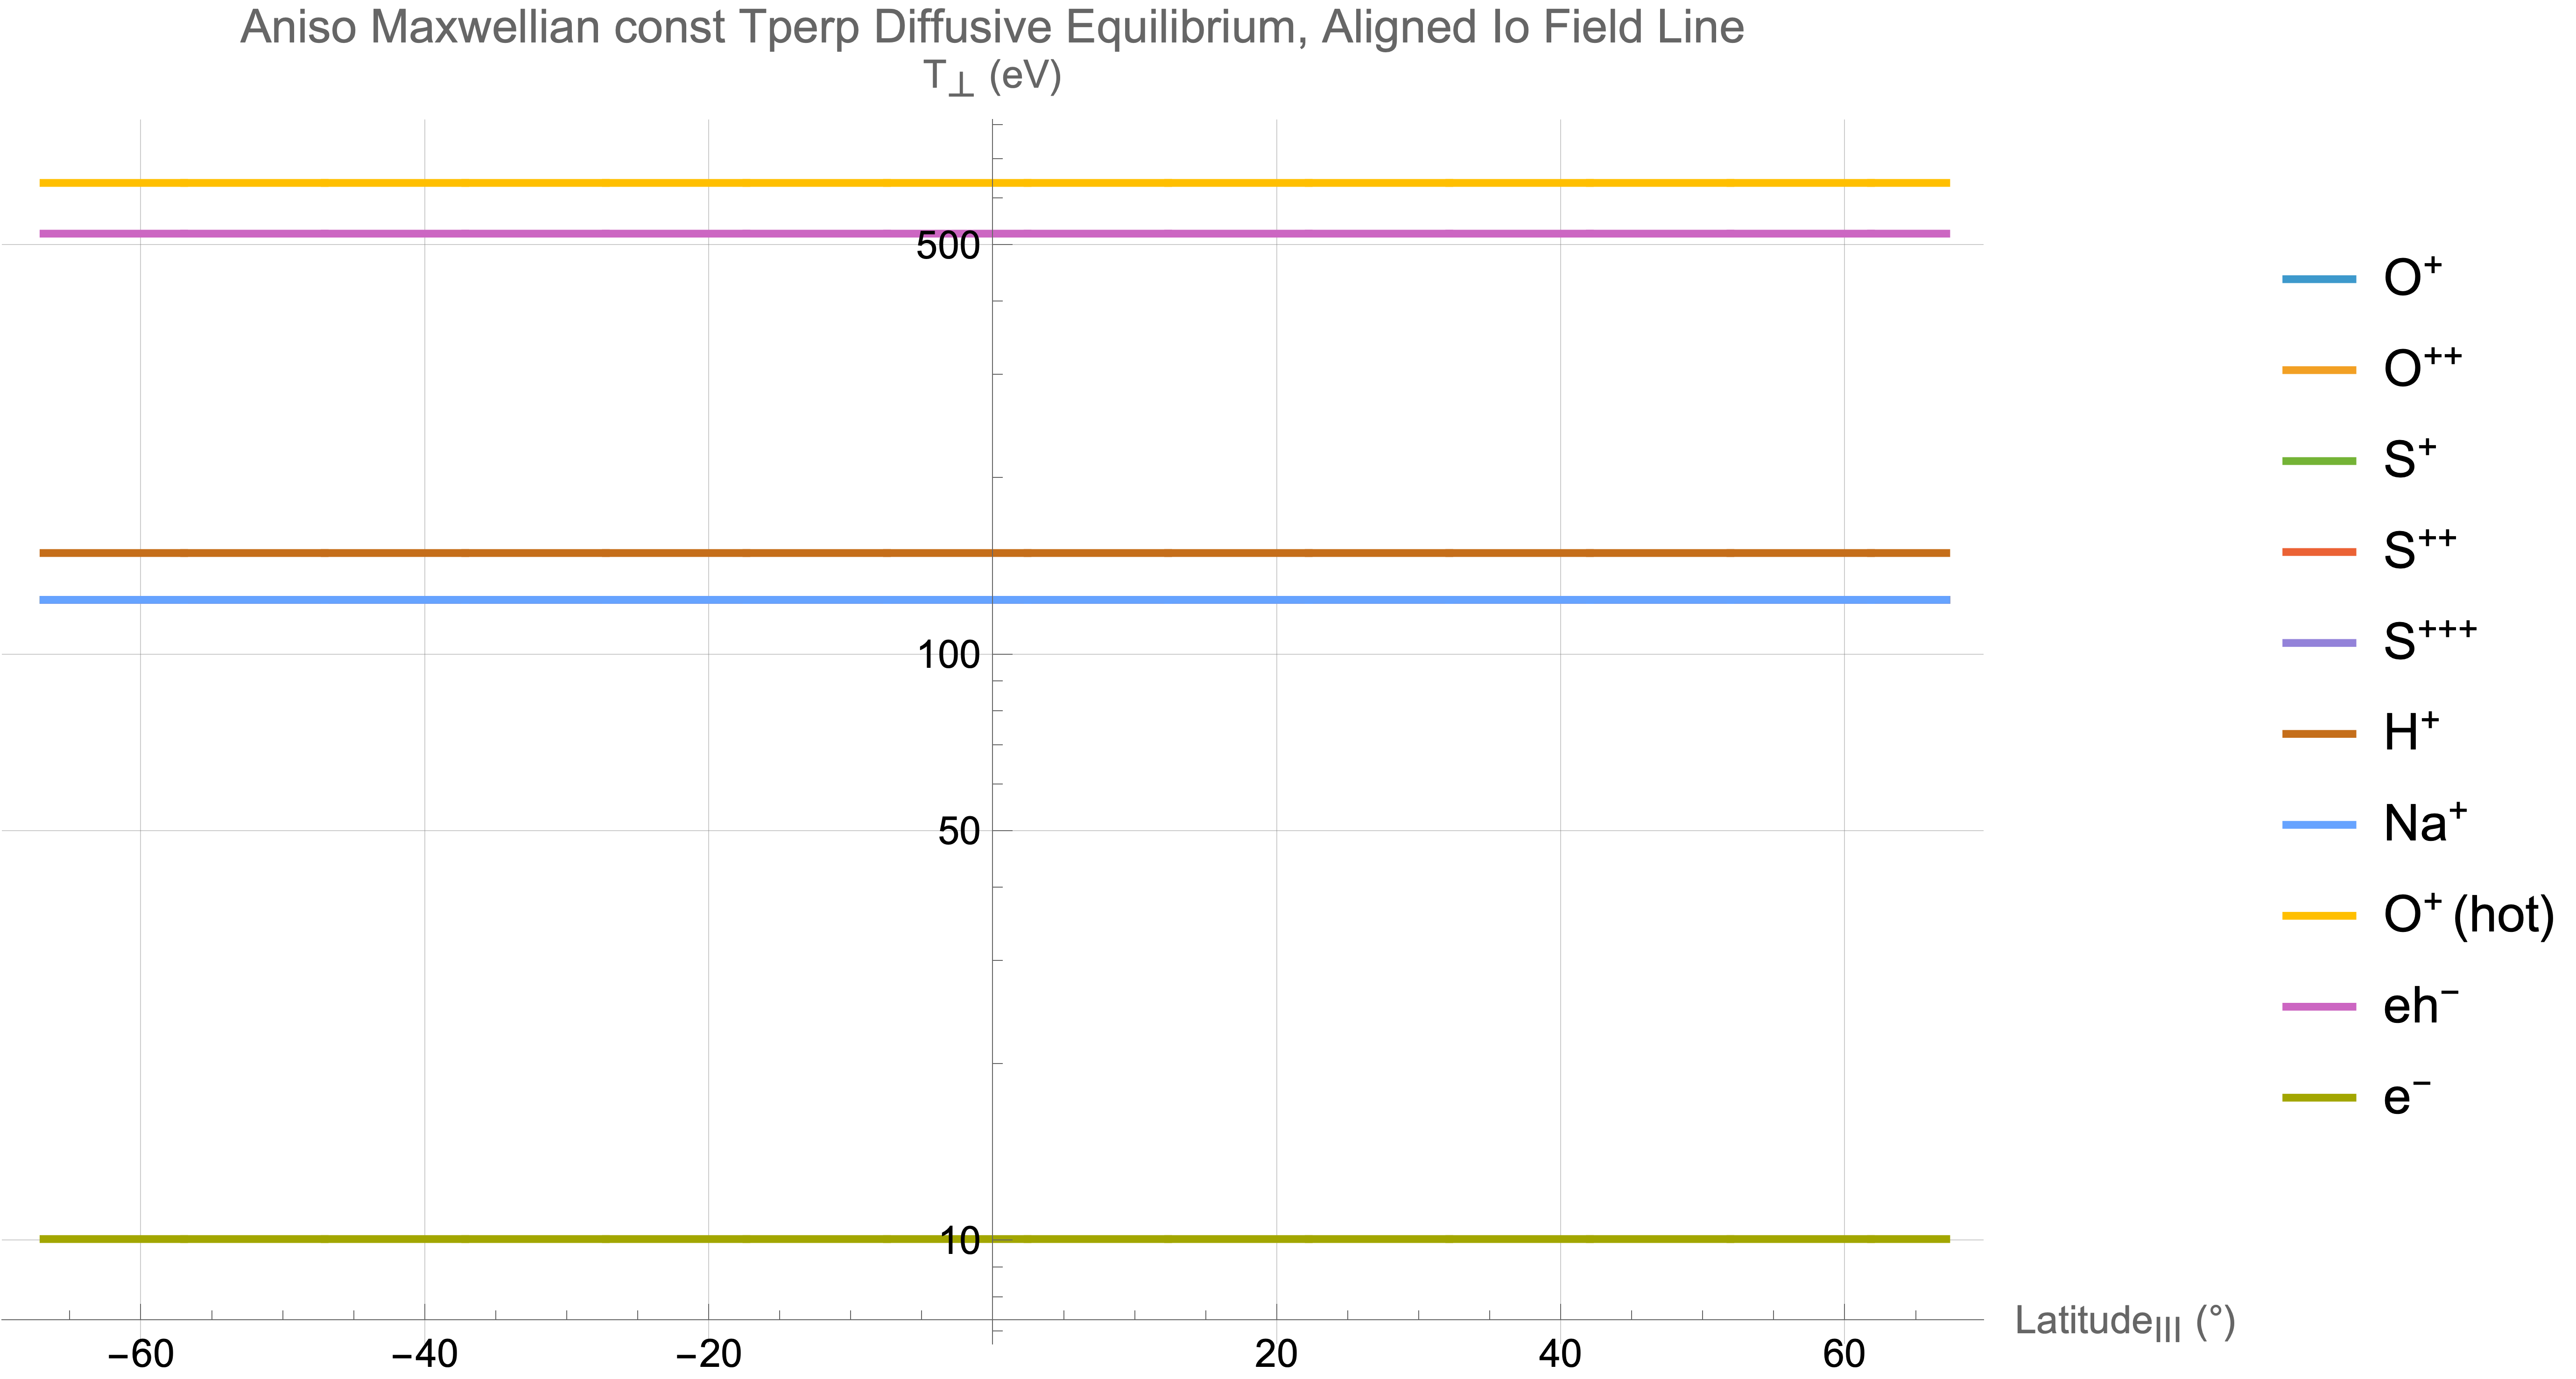 Aniso Maxwellian const Tperp Diffusive Equilibrium, Aligned Io Field Line
T⊥ (eV)
500
100
50
10
−60 −40 −20 20 40 60
Latitude_III (°)
O⁺
O⁺⁺
S⁺
S⁺⁺
S⁺⁺⁺
H⁺
Na⁺
O⁺ (hot)
eh⁻
e⁻